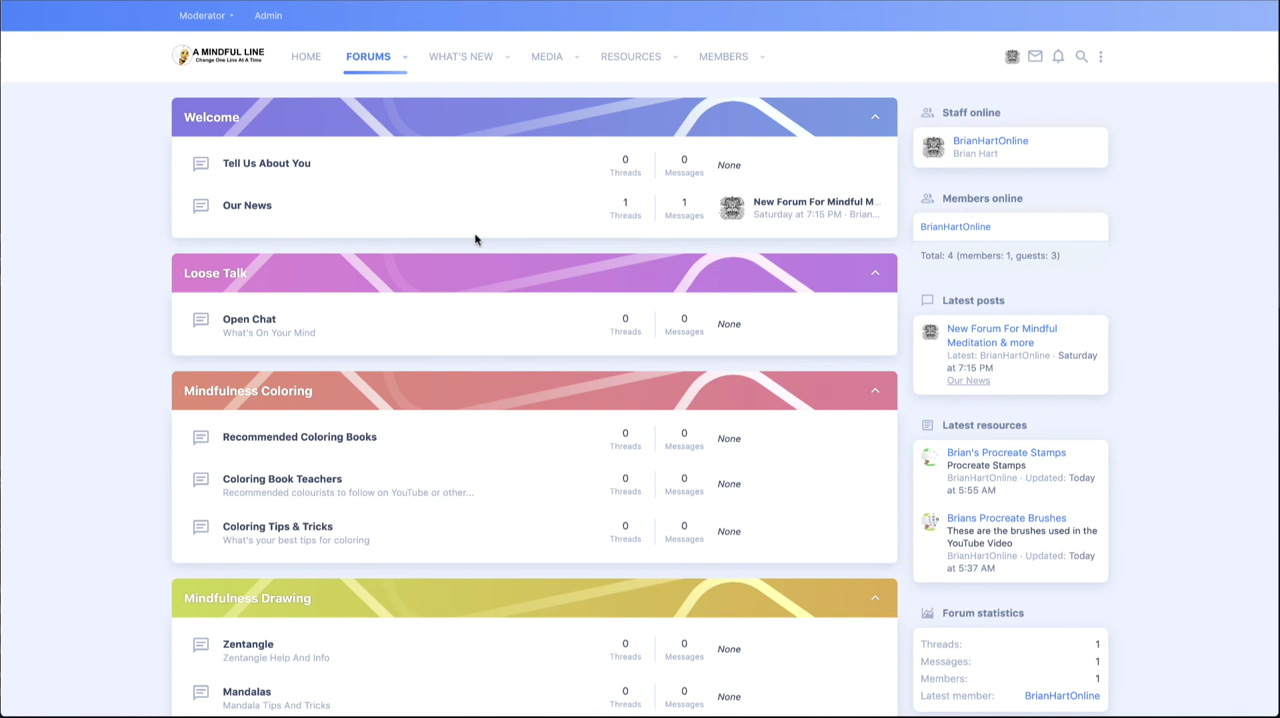 Moderator Admin
A MINDFUL LINE
Change One Line At A Time
HOME FORUMS WHAT'S NEW MEDIA RESOURCES MEMBERS
Welcome
Tell Us About You
0 Threads 0 Messages None
Our News
1 Threads 1 Messages
New Forum For Mindful M...
Saturday at 7:15 PM · Brian...
Loose Talk
Open Chat
What's On Your Mind
0 Threads 0 Messages None
Mindfulness Coloring
Recommended Coloring Books
0 Threads 0 Messages None
Coloring Book Teachers
Recommended colourists to follow on YouTube or other...
0 Threads 0 Messages None
Coloring Tips & Tricks
What's your best tips for coloring
0 Threads 0 Messages None
Mindfulness Drawing
Zentangle
Zentangle Help And Info
0 Threads 0 Messages None
Mandalas
Mandala Tips And Tricks
0 Threads 0 Messages None
Staff online
BrianHartOnline
Brian Hart
Members online
BrianHartOnline
Total: 4 (members: 1, guests: 3)
Latest posts
New Forum For Mindful
Meditation & more
Latest: BrianHartOnline · Saturday
at 7:15 PM
Our News
Latest resources
Brian's Procreate Stamps
Procreate Stamps
BrianHartOnline · Updated: Today
at 5:55 AM
Brians Procreate Brushes
These are the brushes used in the
YouTube Video
BrianHartOnline · Updated: Today
at 5:37 AM
Forum statistics
Threads: 1
Messages: 1
Members: 1
Latest member: BrianHartOnline